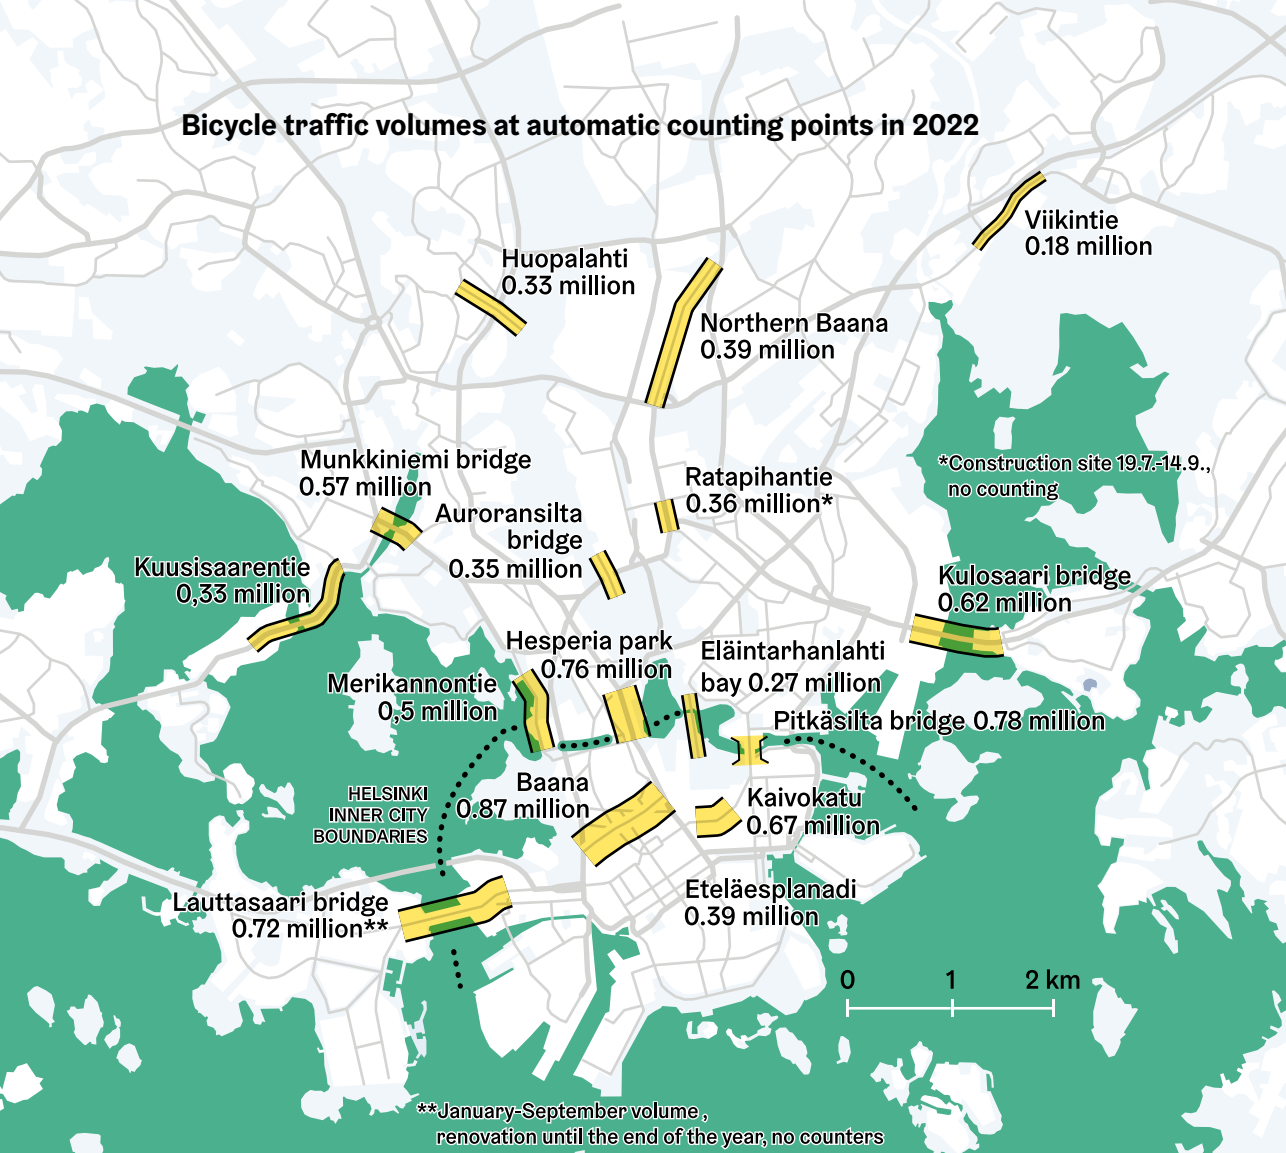 Bicycle traffic volumes at automatic counting points in 2022
Viikintie
0.18 million
Huopalahti
0.33 million
Northern Baana
0.39 million
Munkkiniemi bridge
0.57 million
Ratapihantie
0.36 million*
*Construction site 19.7.-14.9.,
no counting
Auroransilta
bridge
0.35 million
Kuusisaarentie
0,33 million
Kulosaari bridge
0.62 million
Hesperia park
0.76 million
Eläintarhanlahti
bay 0.27 million
Merikannontie
0,5 million
Pitkäsilta bridge 0.78 million
Baana
0.87 million
HELSINKI
INNER CITY
BOUNDARIES
Kaivokatu
0.67 million
Lauttasaari bridge
0.72 million**
Eteläesplanadi
0.39 million
0 1 2 km
**January-September volume ,
renovation until the end of the year, no counters